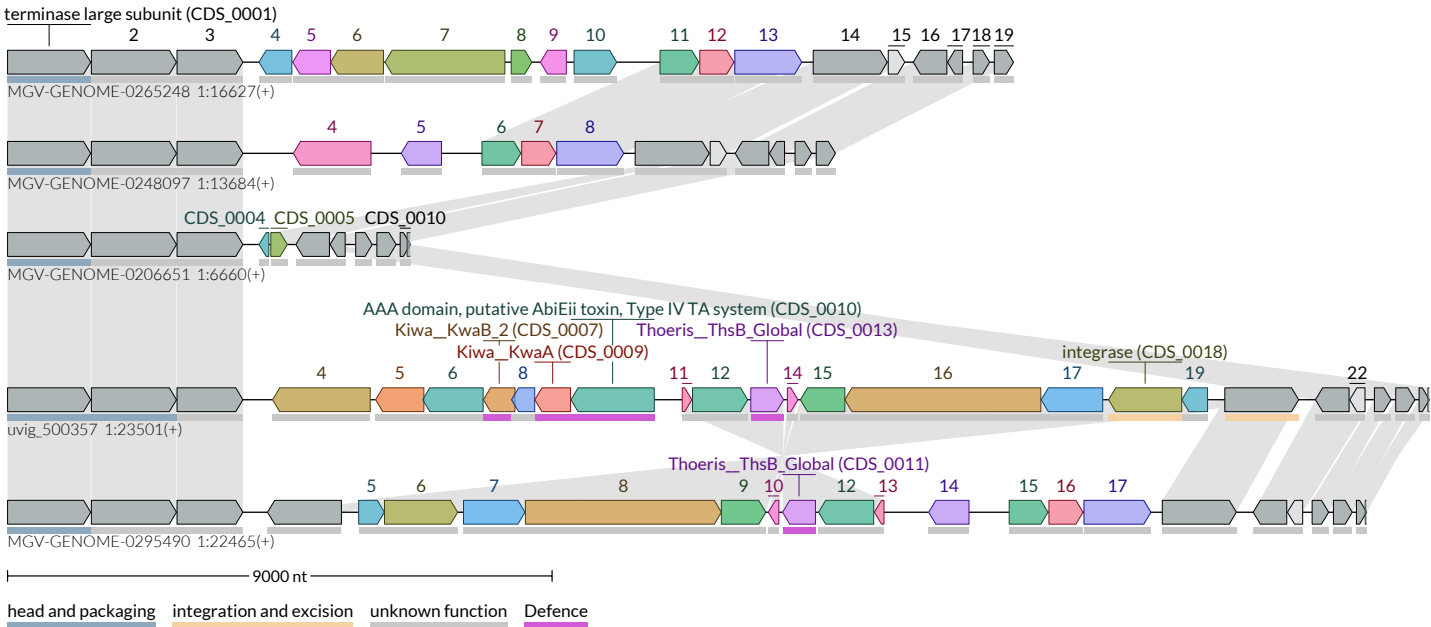 terminase large subunit (CDS_0001)
2 3 4 5 6 7 8 9 10 11 12 13 14 15 16 17 18 19
MGV-GENOME-0265248 1:16627(+)
4 5 6 7 8
MGV-GENOME-0248097 1:13684(+)
CDS_0004 CDS_0005 CDS_0010
MGV-GENOME-0206651 1:6660(+)
AAA domain, putative AbiEii toxin, Type IV TA system (CDS_0010)
Kiwa__KwaB_2 (CDS_0007) Thoeris__ThsB_Global (CDS_0013)
Kiwa__KwaA (CDS_0009) integrase (CDS_0018)
4 5 6 8 11 12 14 15 16 17 19 22
uvig_500357 1:23501(+)
Thoeris__ThsB_Global (CDS_0011)
5 6 7 8 9 10 12 13 14 15 16 17
MGV-GENOME-0295490 1:22465(+)
9000 nt
head and packaging integration and excision unknown function Defence